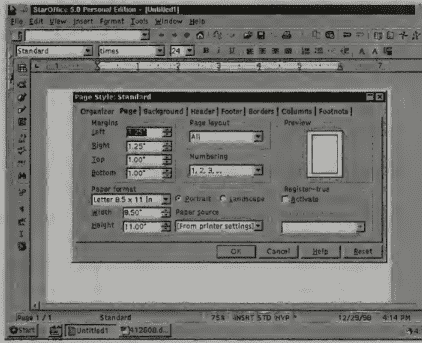 StarOffice 5.0 Personal Edition - [Untitled1]
File Edit View Insert Format Tools Window Help
Standard times 24 B i U
Page Style: Standard
Organizer Page Background Header Footer Borders Columns Footnote
Margins Page layout Preview
Left 1.25" All
Right 1.25"
Top 1.00" Numbering
Bottom 1.00" 1, 2, 3, ...
Paper format Register-true
Letter 8.5 x 11 in Portrait Landscape Activate
Width 8.50" Paper source
Height 11.00" [From printer settings]
OK Cancel Help Reset
Page 1 / 1 Standard 75% INSRT STD HYP * 12/29/98 4:14 PM
Start Untitled1